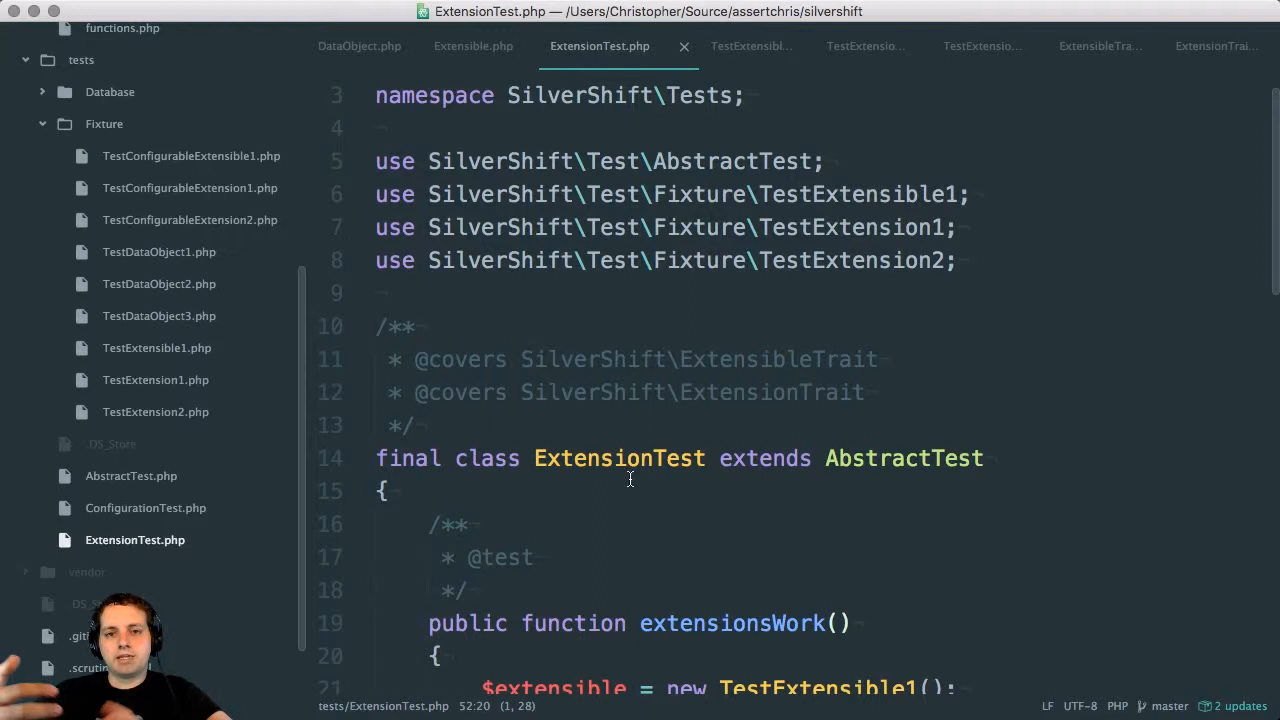 ExtensionTest.php — /Users/Christopher/Source/assertchris/silvershift
functions.php
tests
Database
Fixture
TestConfigurableExtensible1.php
TestConfigurableExtension1.php
TestConfigurableExtension2.php
TestDataObject1.php
TestDataObject2.php
TestDataObject3.php
TestExtensible1.php
TestExtension1.php
TestExtension2.php
.DS_Store
AbstractTest.php
ConfigurationTest.php
ExtensionTest.php
vendor
DataObject.php
Extensible.php
ExtensionTest.php
TestExtensibl...
TestExtensio...
TestExtensio...
ExtensibleTra...
ExtensionTrai...
3 namespace SilverShift\Tests;
4
5 use SilverShift\Test\AbstractTest;
6 use SilverShift\Test\Fixture\TestExtensible1;
7 use SilverShift\Test\Fixture\TestExtension1;
8 use SilverShift\Test\Fixture\TestExtension2;
9
10 /**
11 * @covers SilverShift\ExtensibleTrait
12 * @covers SilverShift\ExtensionTrait
13 */
14 final class ExtensionTest extends AbstractTest
15 {
16 /**
17 * @test
18 */
19 public function extensionsWork()
20 {
21 $extensible = new TestExtensible1();
tests/ExtensionTest.php 52:20 (1, 28)
LF UTF-8 PHP master 2 updates